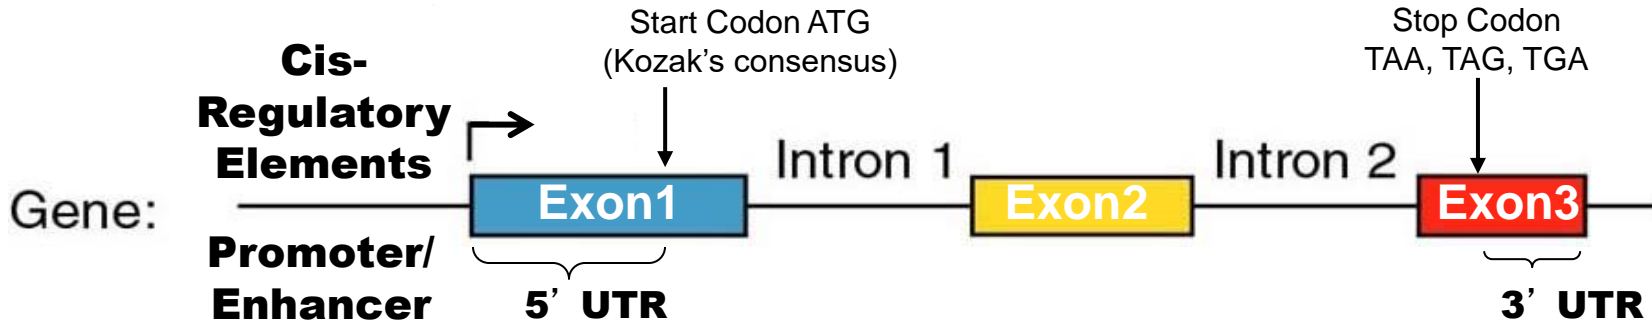 Start Codon ATG
(Kozak's consensus)
Stop Codon
TAA, TAG, TGA
Cis-
Regulatory
Elements
Intron 1
Intron 2
Gene:
Exon1
Exon2
Exon3
Promoter/
Enhancer
5' UTR
3' UTR